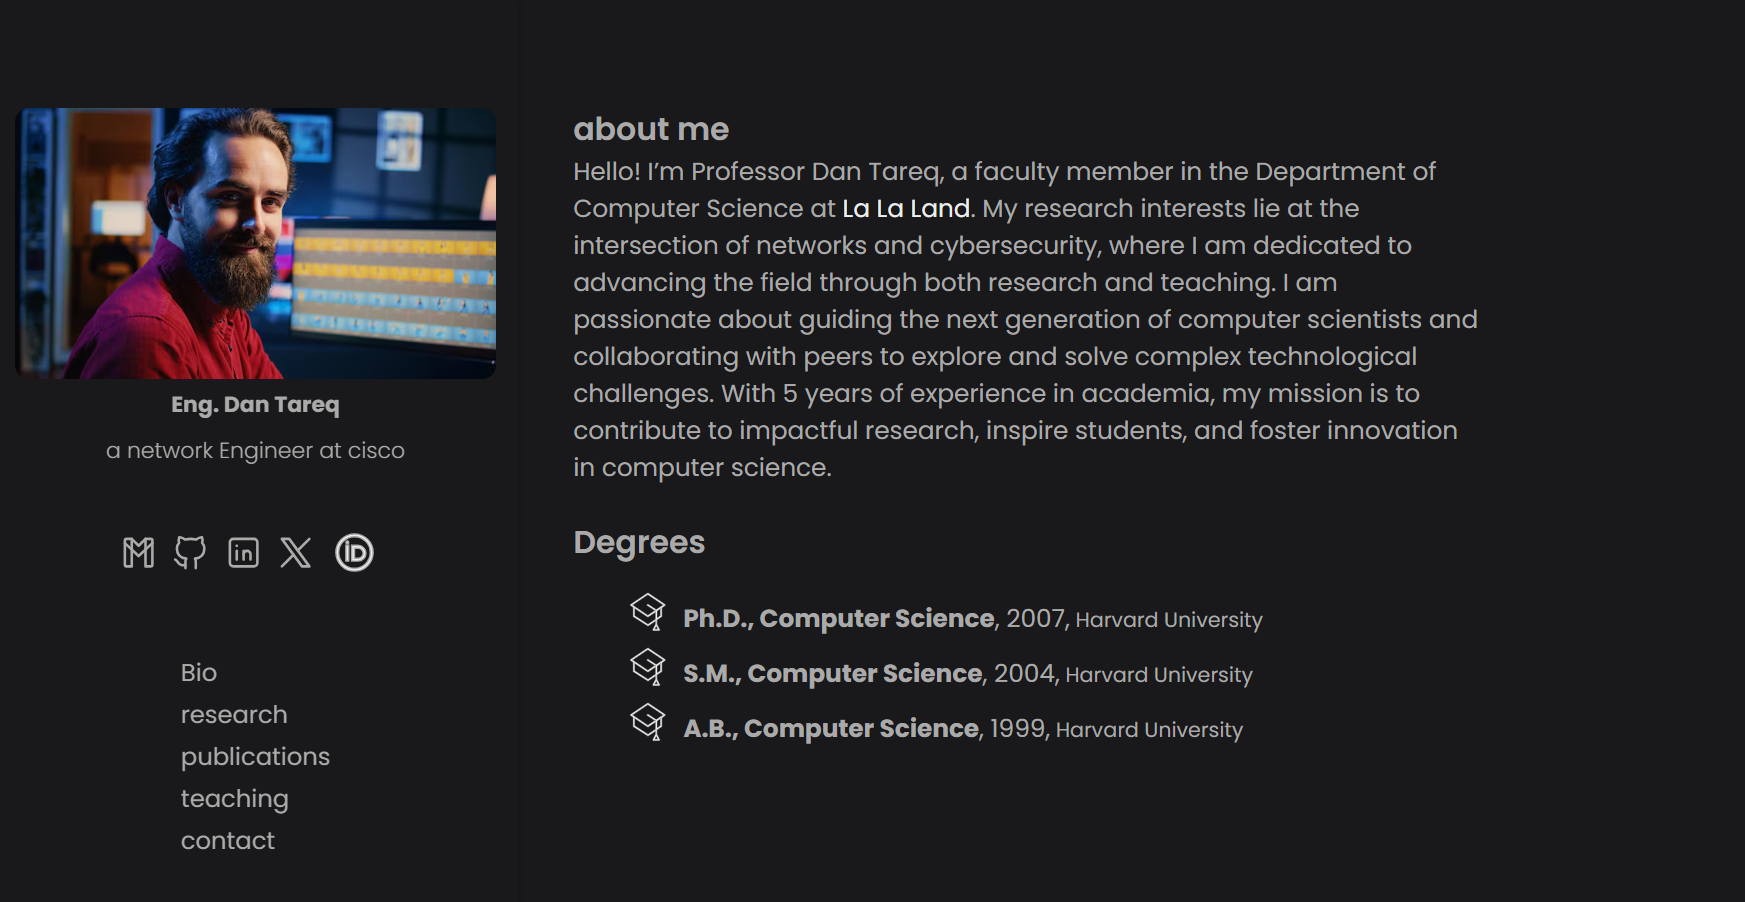 Eng. Dan Tareq
a network Engineer at cisco
in
iD
Bio
research
publications
teaching
contact
about me
Hello! I’m Professor Dan Tareq, a faculty member in the Department of
Computer Science at La La Land. My research interests lie at the
intersection of networks and cybersecurity, where I am dedicated to
advancing the field through both research and teaching. I am
passionate about guiding the next generation of computer scientists and
collaborating with peers to explore and solve complex technological
challenges. With 5 years of experience in academia, my mission is to
contribute to impactful research, inspire students, and foster innovation
in computer science.
Degrees
Ph.D., Computer Science, 2007, Harvard University
S.M., Computer Science, 2004, Harvard University
A.B., Computer Science, 1999, Harvard University